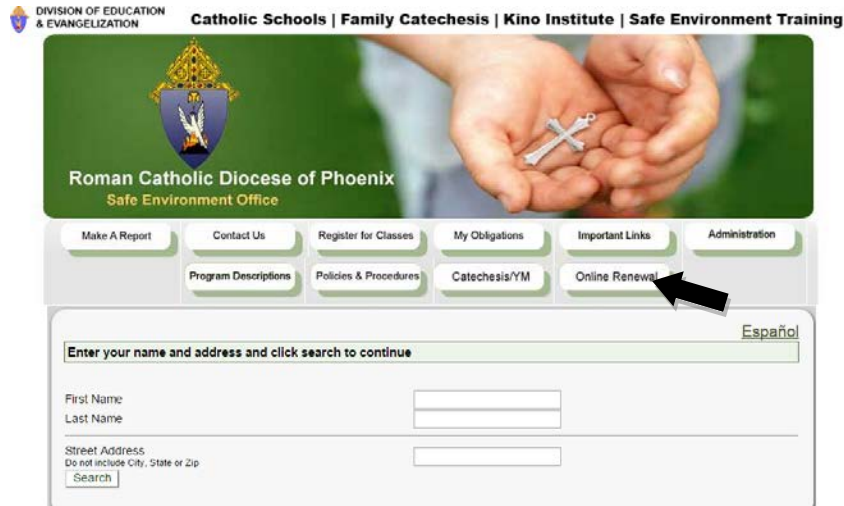 DIVISION OF EDUCATION
& EVANGELIZATION
Catholic Schools | Family Catechesis | Kino Institute | Safe Environment Training
Roman Catholic Diocese of Phoenix
Safe Environment Office
Make A Report
Contact Us
Register for Classes
My Obligations
Important Links
Administration
Program Descriptions
Policies & Procedures
Catechesis/YM
Online Renewal
Español
Enter your name and address and click search to continue
First Name
Last Name
Street Address
Do not include City, State or Zip
Search